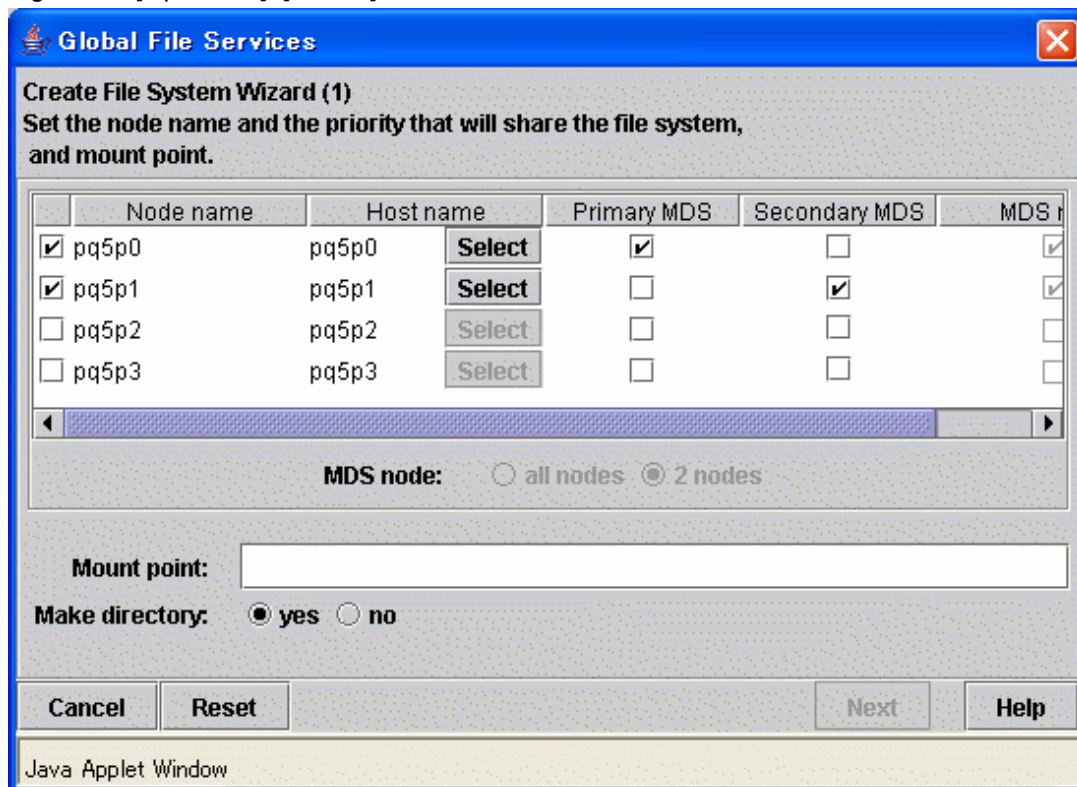 Global File Services
Create File System Wizard (1)
Set the node name and the priority that will share the file system,
and mount point.
Node name Host name Primary MDS Secondary MDS MDS
pq5p0 pq5p0 Select
pq5p1 pq5p1 Select
pq5p2 pq5p2 Select
pq5p3 pq5p3 Select
MDS node: all nodes 2 nodes
Mount point:
Make directory: yes no
Cancel Reset Next Help
Java Applet Window